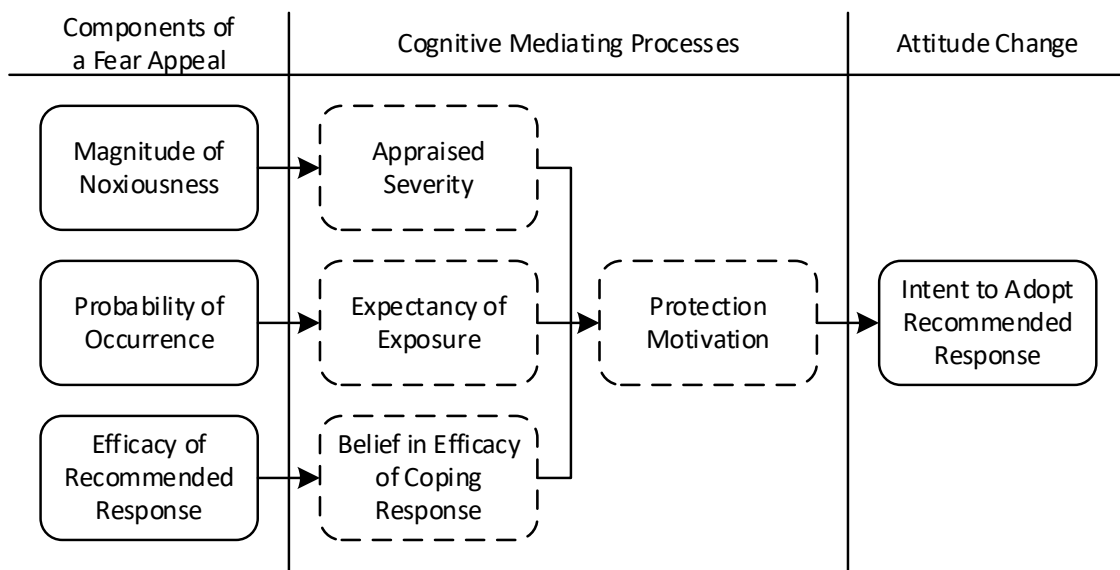 Components of
a Fear Appeal
Cognitive Mediating Processes
Attitude Change
Magnitude of
Noxiousness
Appraised
Severity
Probability of
Occurrence
Expectancy of
Exposure
Protection
Motivation
Intent to Adopt
Recommended
Response
Efficacy of
Recommended
Response
Belief in Efficacy
of Coping
Response